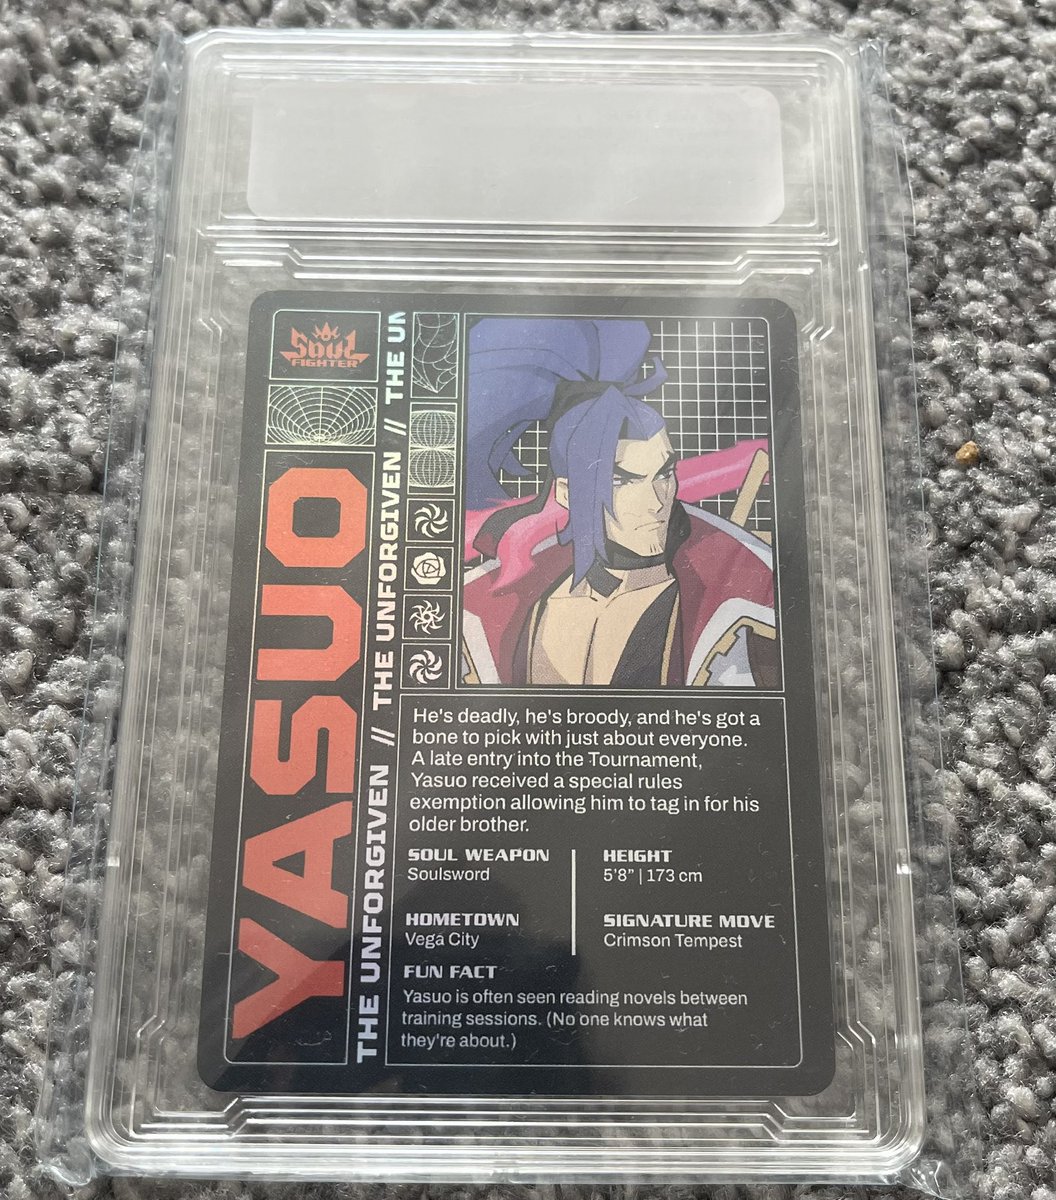 SOUL
FIGHTER
YASUO
THE UNFORGIVEN // THE UNFORGIVEN // THE UN
He's deadly, he's broody, and he's got a
bone to pick with just about everyone.
A late entry into the Tournament,
Yasuo received a special rules
exemption allowing him to tag in for his
older brother.
SOUL WEAPON
Soulsword
HEIGHT
5'8" | 173 cm
HOMETOWN
Vega City
SIGNATURE MOVE
Crimson Tempest
FUN FACT
Yasuo is often seen reading novels between
training sessions. (No one knows what
they're about.)